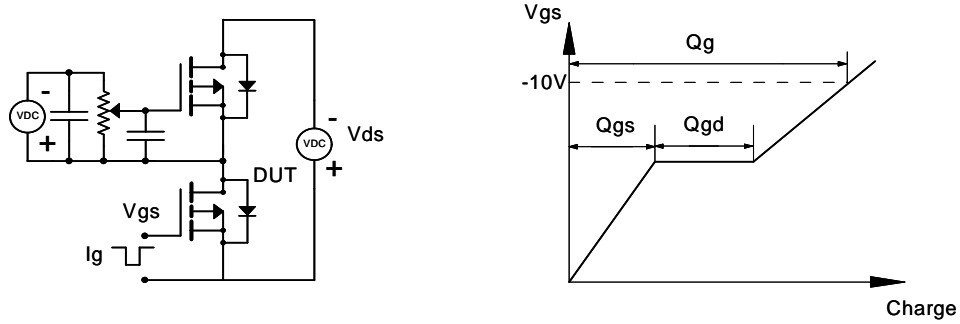 -
VDC
+
-
VDC
+
Vds
DUT
Vgs
Ig
Vgs
Qg
-10V
Qgs
Qgd
Charge